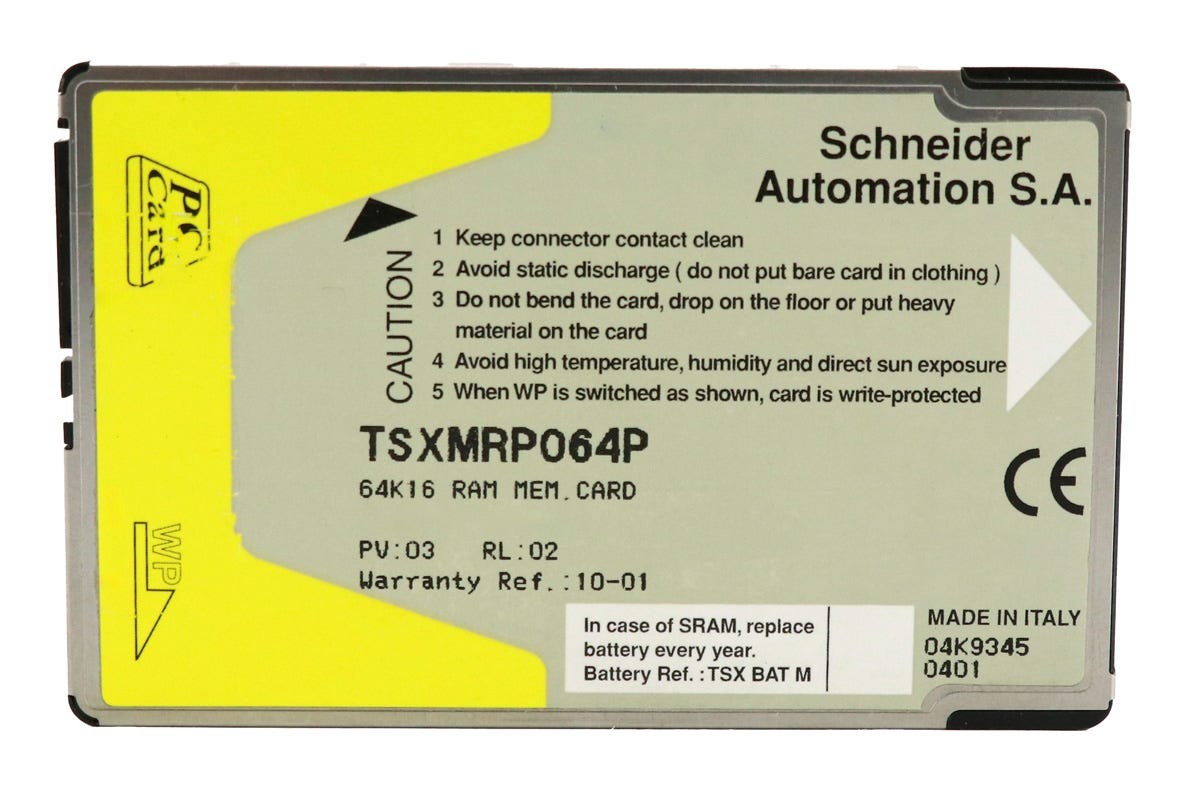 Schneider
Automation S.A.
PC
Card
CAUTION
1 Keep connector contact clean
2 Avoid static discharge ( do not put bare card in clothing )
3 Do not bend the card, drop on the floor or put heavy
material on the card
4 Avoid high temperature, humidity and direct sun exposure
5 When WP is switched as shown, card is write-protected
TSXMRP064P
64K16 RAM MEM.CARD
CE
WP
PV:03 RL:02
Warranty Ref.:10-01
In case of SRAM, replace
battery every year.
Battery Ref. : TSX BAT M
MADE IN ITALY
04K9345
0401